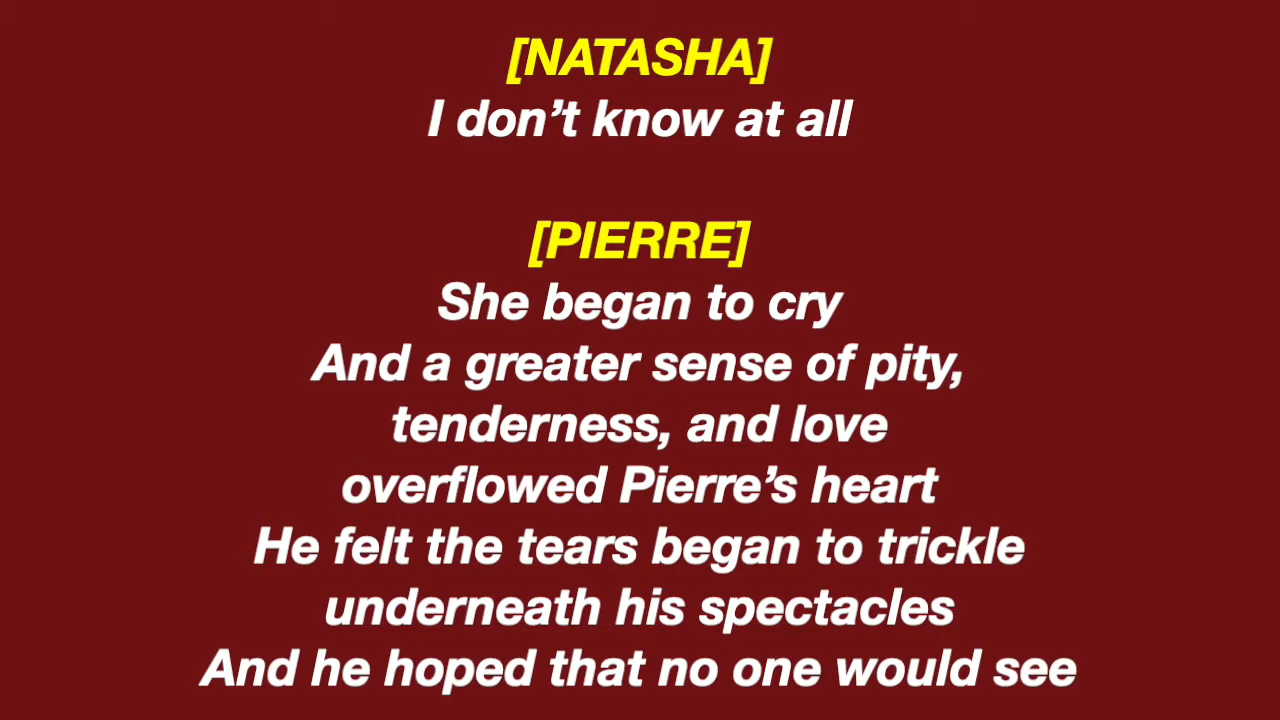 [NATASHA]
I don’t know at all
[PIERRE]
She began to cry
And a greater sense of pity,
tenderness, and love
overflowed Pierre’s heart
He felt the tears began to trickle
underneath his spectacles
And he hoped that no one would see